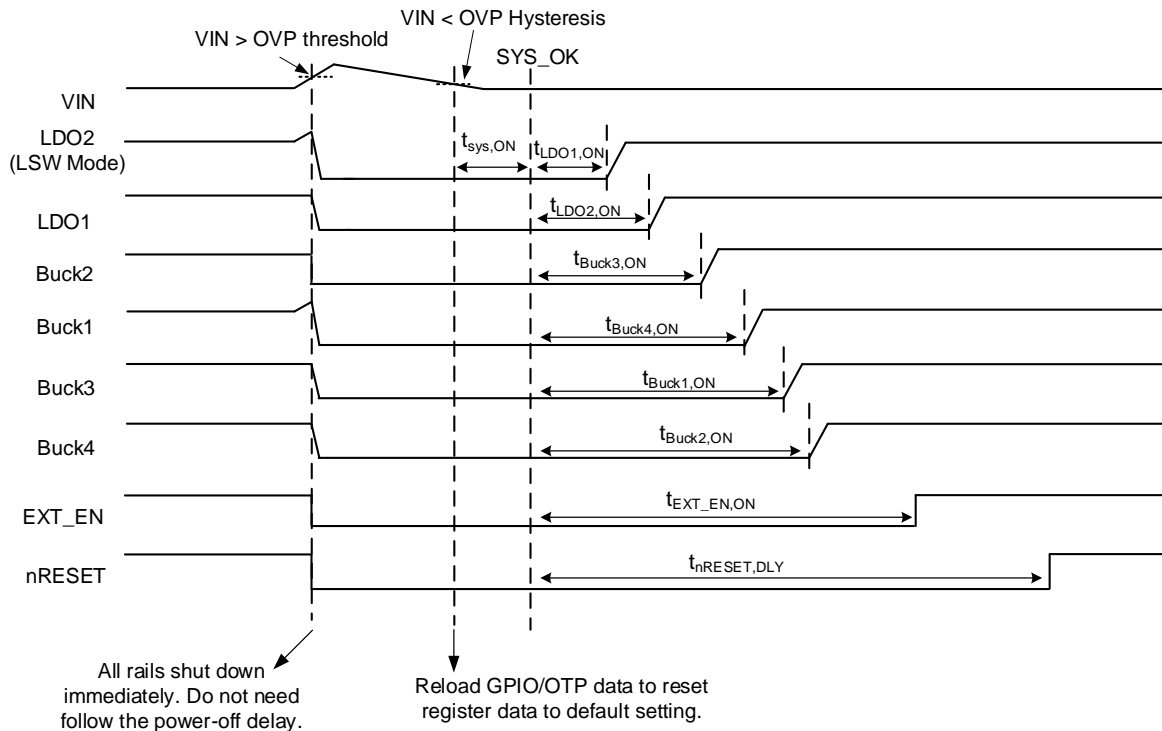 VIN < OVP Hysteresis
VIN > OVP threshold
SYS_OK
VIN
LDO2
(LSW Mode)
tsys,ON
tLDO1,ON
LDO1
tLDO2,ON
Buck2
tBuck3,ON
Buck1
tBuck4,ON
Buck3
tBuck1,ON
Buck4
tBuck2,ON
EXT_EN
tEXT_EN,ON
nRESET
tnRESET,DLY
All rails shut down
immediately. Do not need
follow the power-off delay.
Reload GPIO/OTP data to reset
register data to default setting.